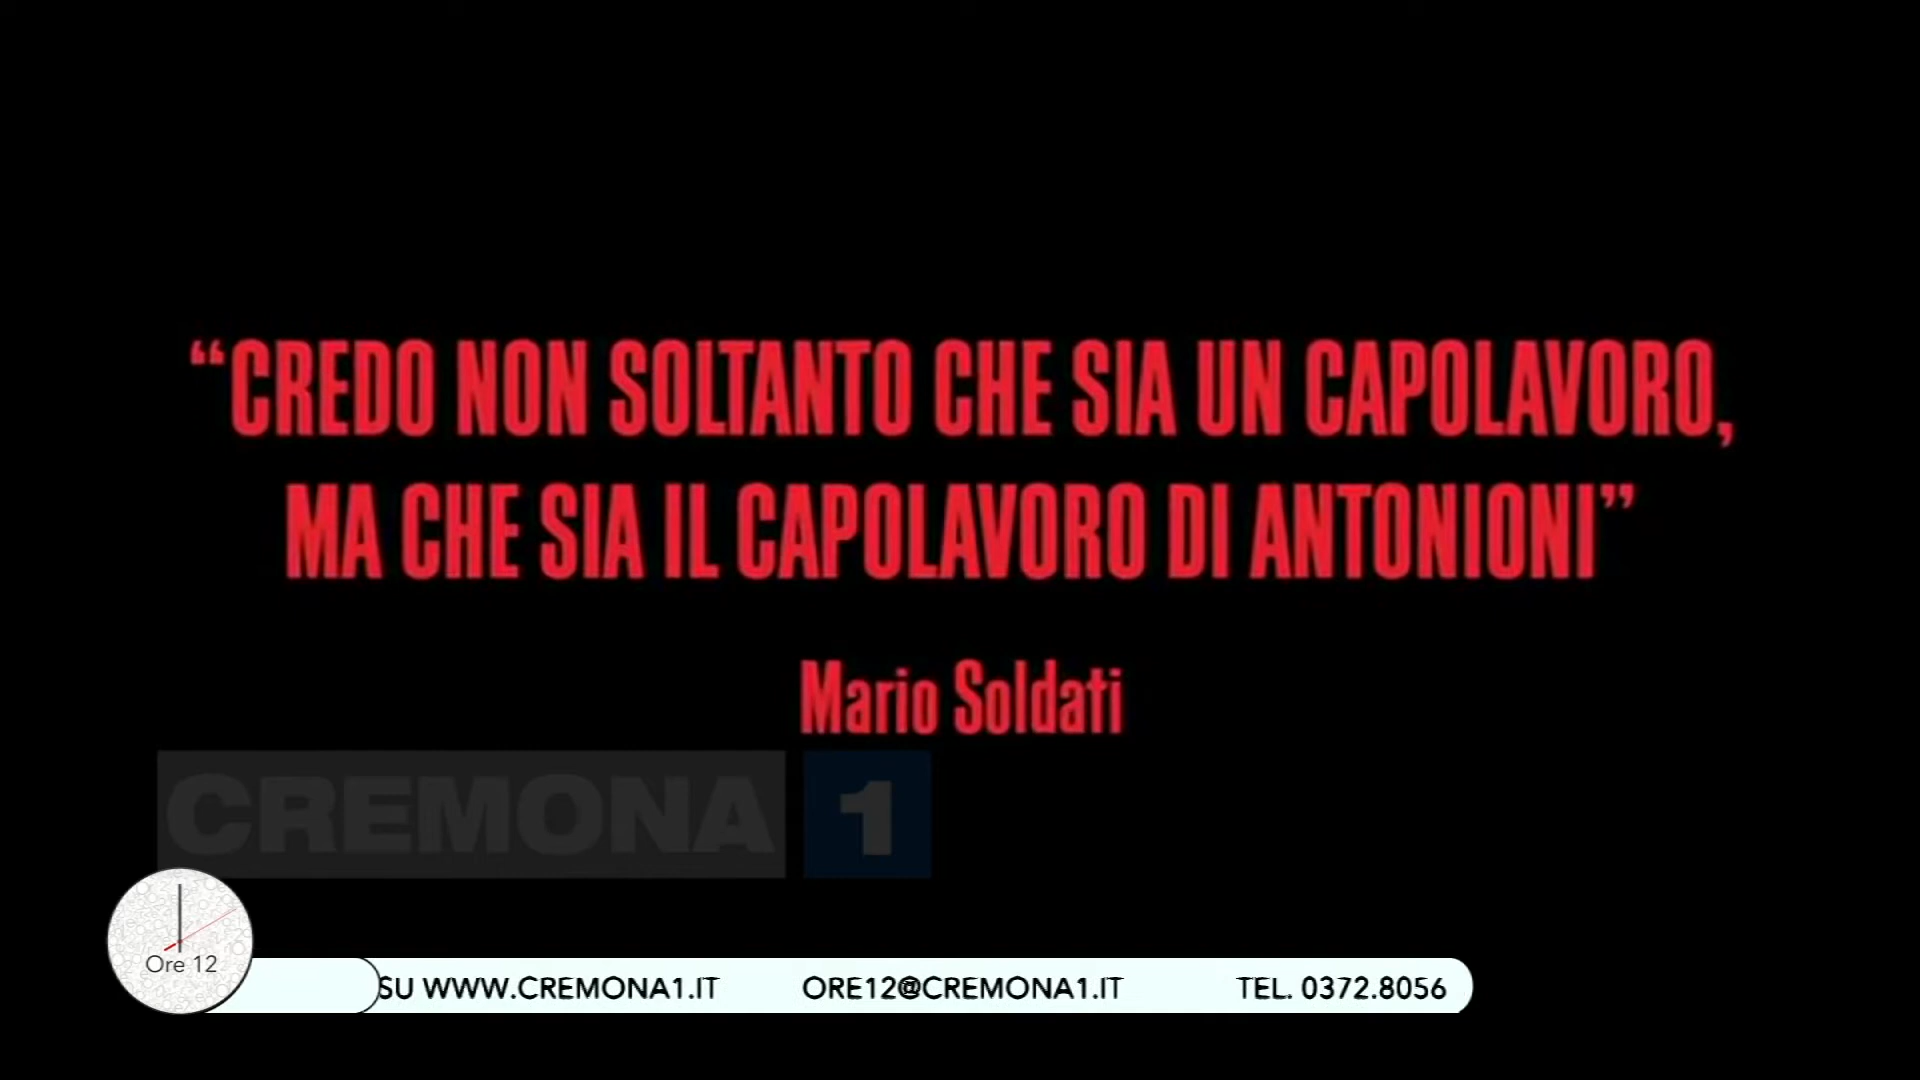 “CREDO NON SOLTANTO CHE SIA UN CAPOLAVORO,
MA CHE SIA IL CAPOLAVORO DI ANTONIONI”
Mario Soldati
CREMONA 1
Ore 12
SU WWW.CREMONA1.IT ORE12@CREMONA1.IT TEL. 0372.8056